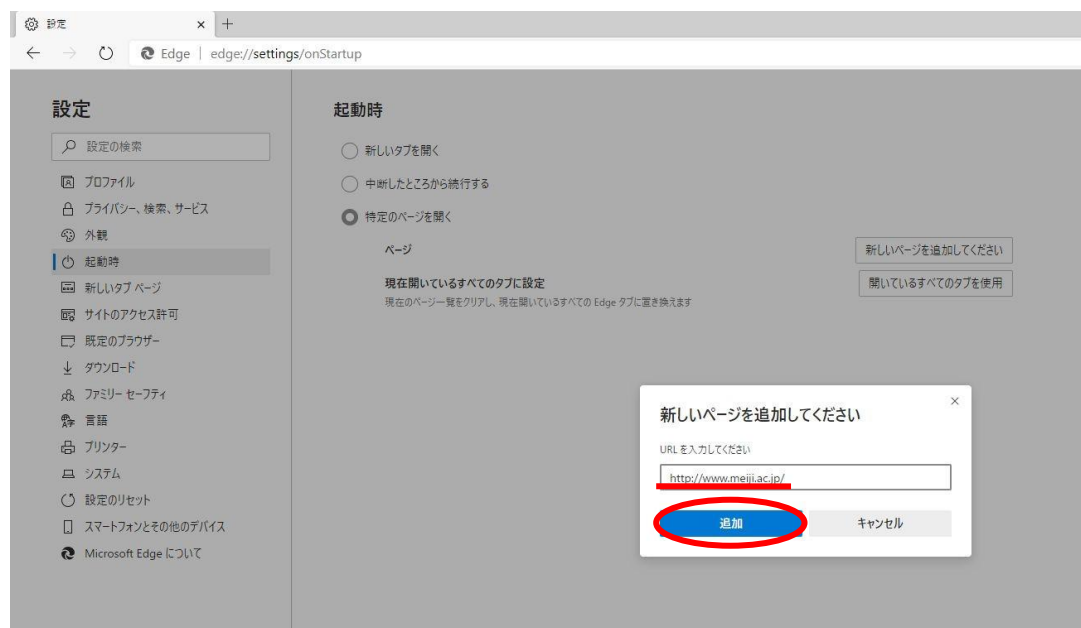 設定
Edge | edge://settings/onStartup
設定
設定の検索
プロファイル
プライバシー、検索、サービス
外観
起動時
新しいタブ ページ
サイトのアクセス許可
既定のブラウザー
ダウンロード
ファミリー セーフティ
言語
プリンター
システム
設定のリセット
スマートフォンとその他のデバイス
Microsoft Edge について
起動時
新しいタブを開く
中断したところから続行する
特定のページを開く
ページ
新しいページを追加してください
現在開いているすべてのタブに設定
開いているすべてのタブを使用
現在のページ一覧をクリアし、現在開いているすべての Edge タブに置き換えます
新しいページを追加してください
URL を入力してください
http://www.meiji.ac.jp/
追加
キャンセル